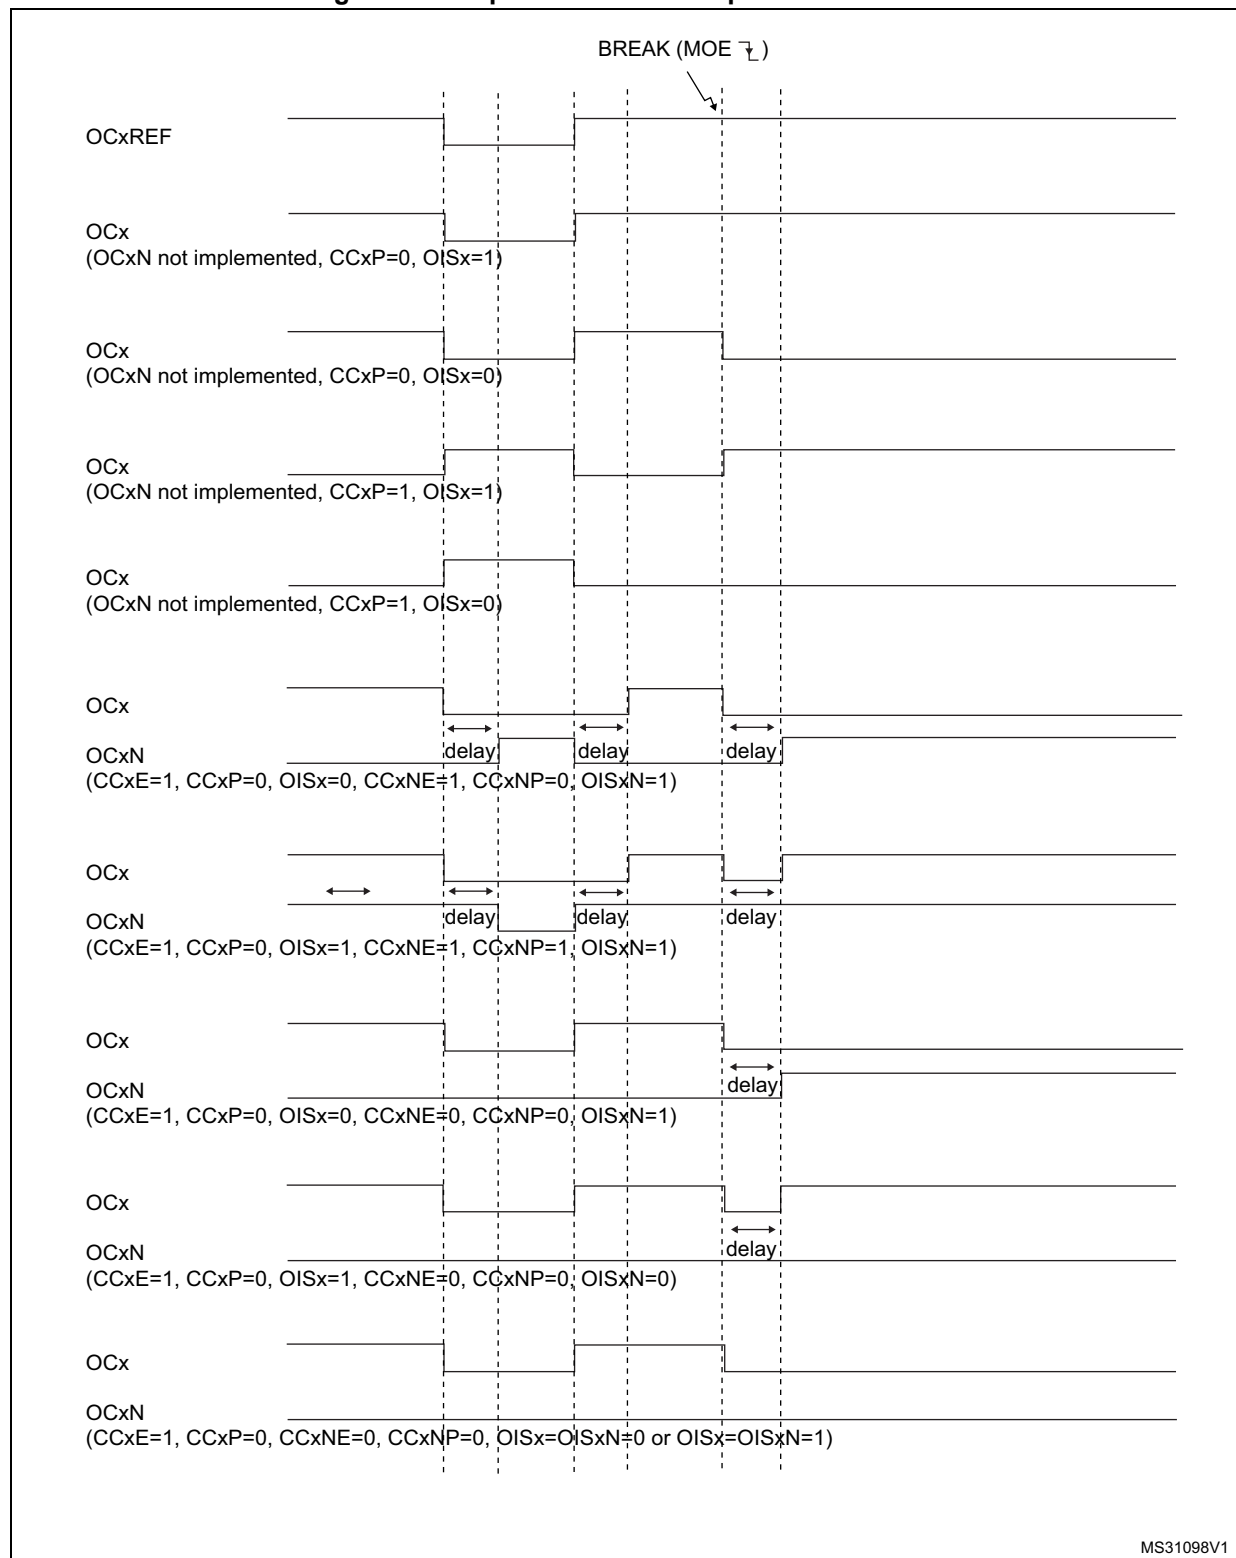 BREAK (MOE )
OCxREF
OCx
(OCxN not implemented, CCxP=0, OISx=1)
OCx
(OCxN not implemented, CCxP=0, OISx=0)
OCx
(OCxN not implemented, CCxP=1, OISx=1)
OCx
(OCxN not implemented, CCxP=1, OISx=0)
OCx
OCxN delay delay delay
(CCxE=1, CCxP=0, OISx=0, CCxNE=1, CCxNP=0, OISxN=1)
OCx
OCxN delay delay delay
(CCxE=1, CCxP=0, OISx=1, CCxNE=1, CCxNP=1, OISxN=1)
OCx
OCxN delay
(CCxE=1, CCxP=0, OISx=0, CCxNE=0, CCxNP=0, OISxN=1)
OCx
OCxN delay
(CCxE=1, CCxP=0, OISx=1, CCxNE=0, CCxNP=0, OISxN=0)
OCx
OCxN
(CCxE=1, CCxP=0, CCxNE=0, CCxNP=0, OISx=OISxN=0 or OISx=OISxN=1)
MS31098V1